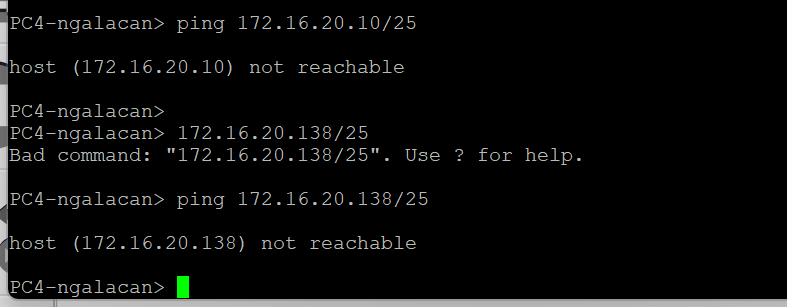 PC4-ngalacan> ping 172.16.20.10/25
host (172.16.20.10) not reachable
PC4-ngalacan>
PC4-ngalacan> 172.16.20.138/25
Bad command: "172.16.20.138/25". Use ? for help.
PC4-ngalacan> ping 172.16.20.138/25
host (172.16.20.138) not reachable
PC4-ngalacan>